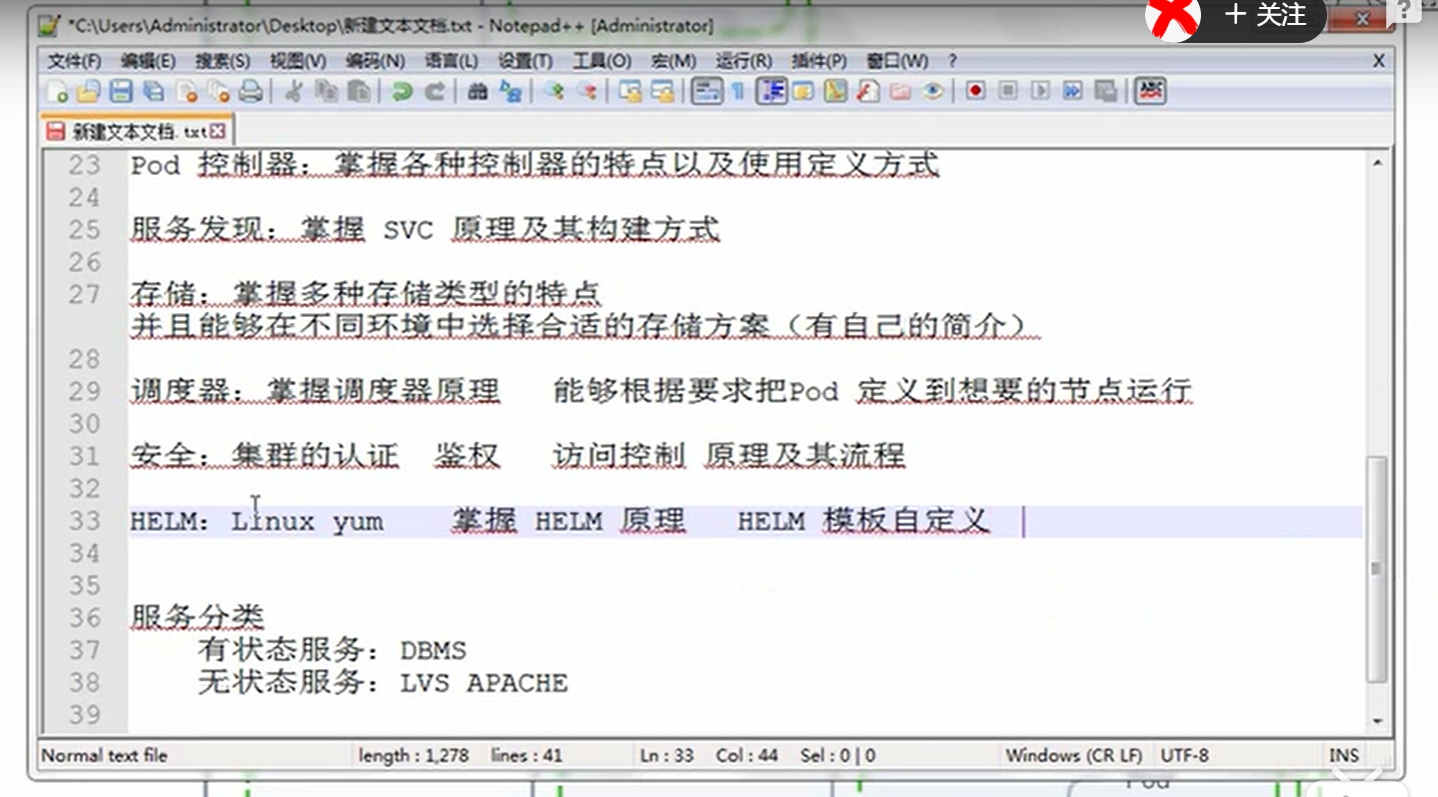 *C:\Users\Administrator\Desktop\新建文本文档.txt - Notepad++ [Administrator]
+ 关注
?
文件(F) 编辑(E) 搜索(S) 视图(V) 编码(N) 语言(L) 设置(T) 工具(O) 宏(M) 运行(R) 插件(P) 窗口(W) ? X
ABC
新建文本文档.txt
23 Pod 控制器：掌握各种控制器的特点以及使用定义方式
24
25 服务发现：掌握 SVC 原理及其构建方式
26
27 存储：掌握多种存储类型的特点
并且能够在不同环境中选择合适的存储方案（有自己的简介）
28
29 调度器：掌握调度器原理 能够根据要求把Pod 定义到想要的节点运行
30
31 安全：集群的认证 鉴权 访问控制 原理及其流程
32
33 HELM：Linux yum 掌握 HELM 原理 HELM 模板自定义
34
35
36 服务分类
37 有状态服务：DBMS
38 无状态服务：LVS APACHE
39
Normal text file length : 1,278 lines : 41 Ln : 33 Col : 44 Sel : 0 | 0 Windows (CR LF) UTF-8 INS
Pod